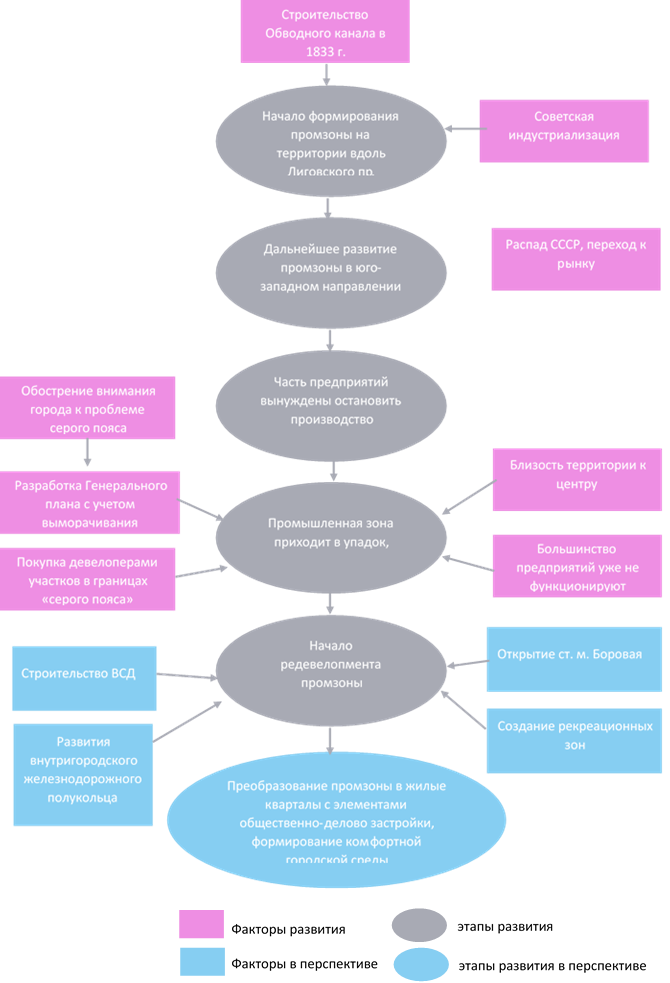 Строительство
Обводного канала в
1833 г.
Начало формирования
промзоны на
территории вдоль
Лиговского пр.
Советская
индустриализация
Дальнейшее развитие
промзоны в юго-
западном направлении
Распад СССР, переход к
рынку
Часть предприятий
вынуждены остановить
производство
Обострение внимания
города к проблеме
серого пояса
Разработка Генерального
плана с учетом
выморачивания
Покупка девелоперами
участков в границах
«серого пояса»
Промышленная зона
приходит в упадок,
Близость территории к
центру
Большинство
предприятий уже не
функционируют
Начало
редевелопмента
промзоны
Строительство ВСД
Развития
внутригородского
железнодорожного
полукольца
Открытие ст. м. Боровая
Создание рекреационных
зон
Преобразование промзоны в жилые
кварталы с элементами
общественно-делово застройки,
формирование комфортной
городской среды
Факторы развития
этапы развития
Факторы в перспективе
этапы развития в перспективе